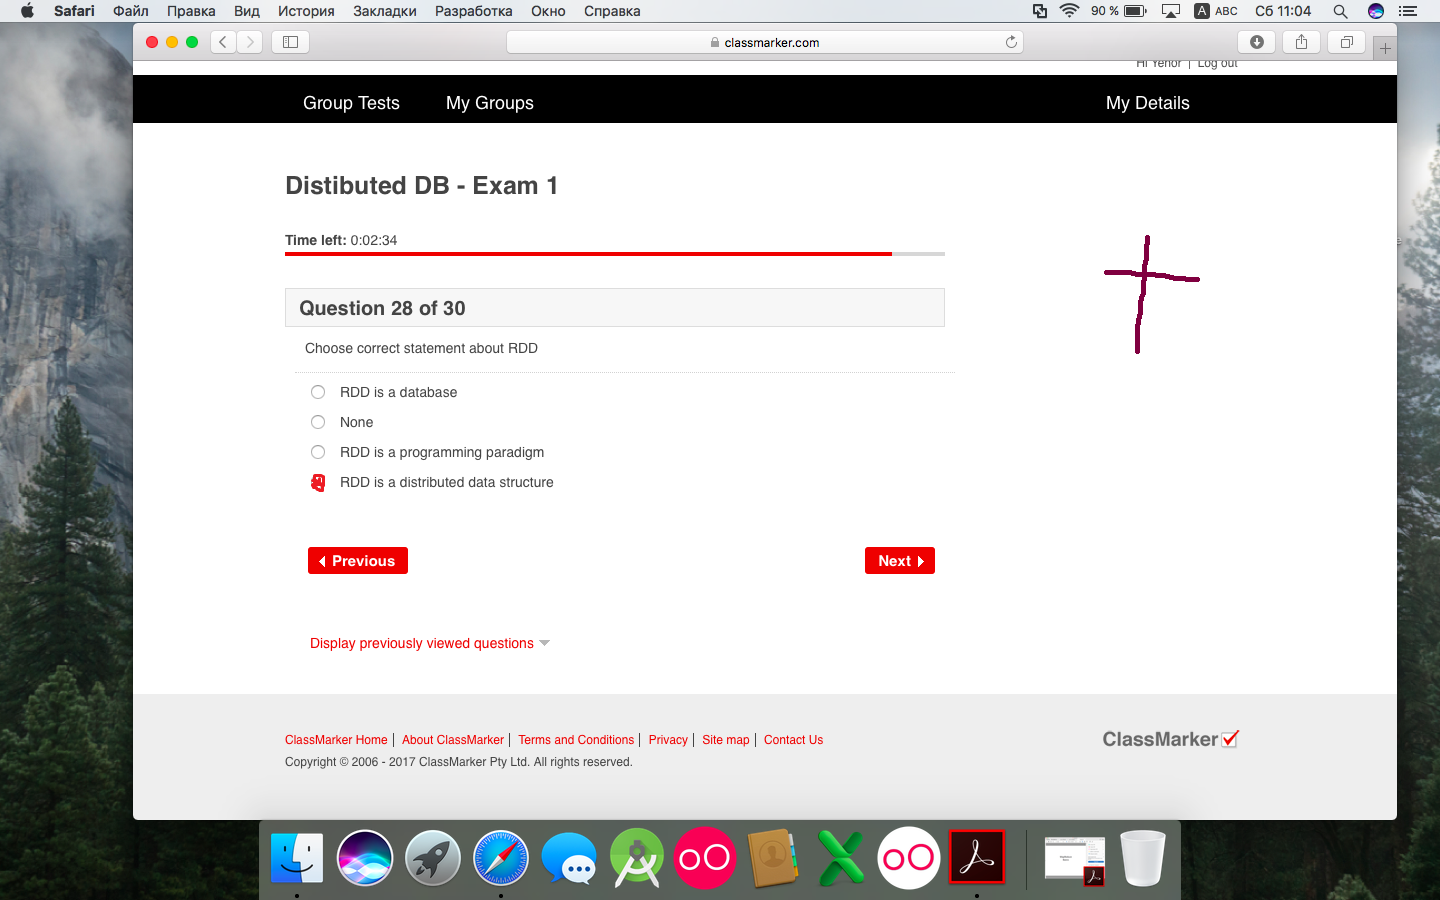 Safari Файл Правка Вид История Закладки Разработка Окно Справка 90 % A ABC Сб 11:04
classmarker.com
Hi Yenor | Log out
Group Tests My Groups My Details
Distibuted DB - Exam 1
Time left: 0:02:34
Question 28 of 30
Choose correct statement about RDD
RDD is a database
None
RDD is a programming paradigm
RDD is a distributed data structure
Previous Next
Display previously viewed questions
ClassMarker Home | About ClassMarker | Terms and Conditions | Privacy | Site map | Contact Us
ClassMarker
Copyright © 2006 - 2017 ClassMarker Pty Ltd. All rights reserved.